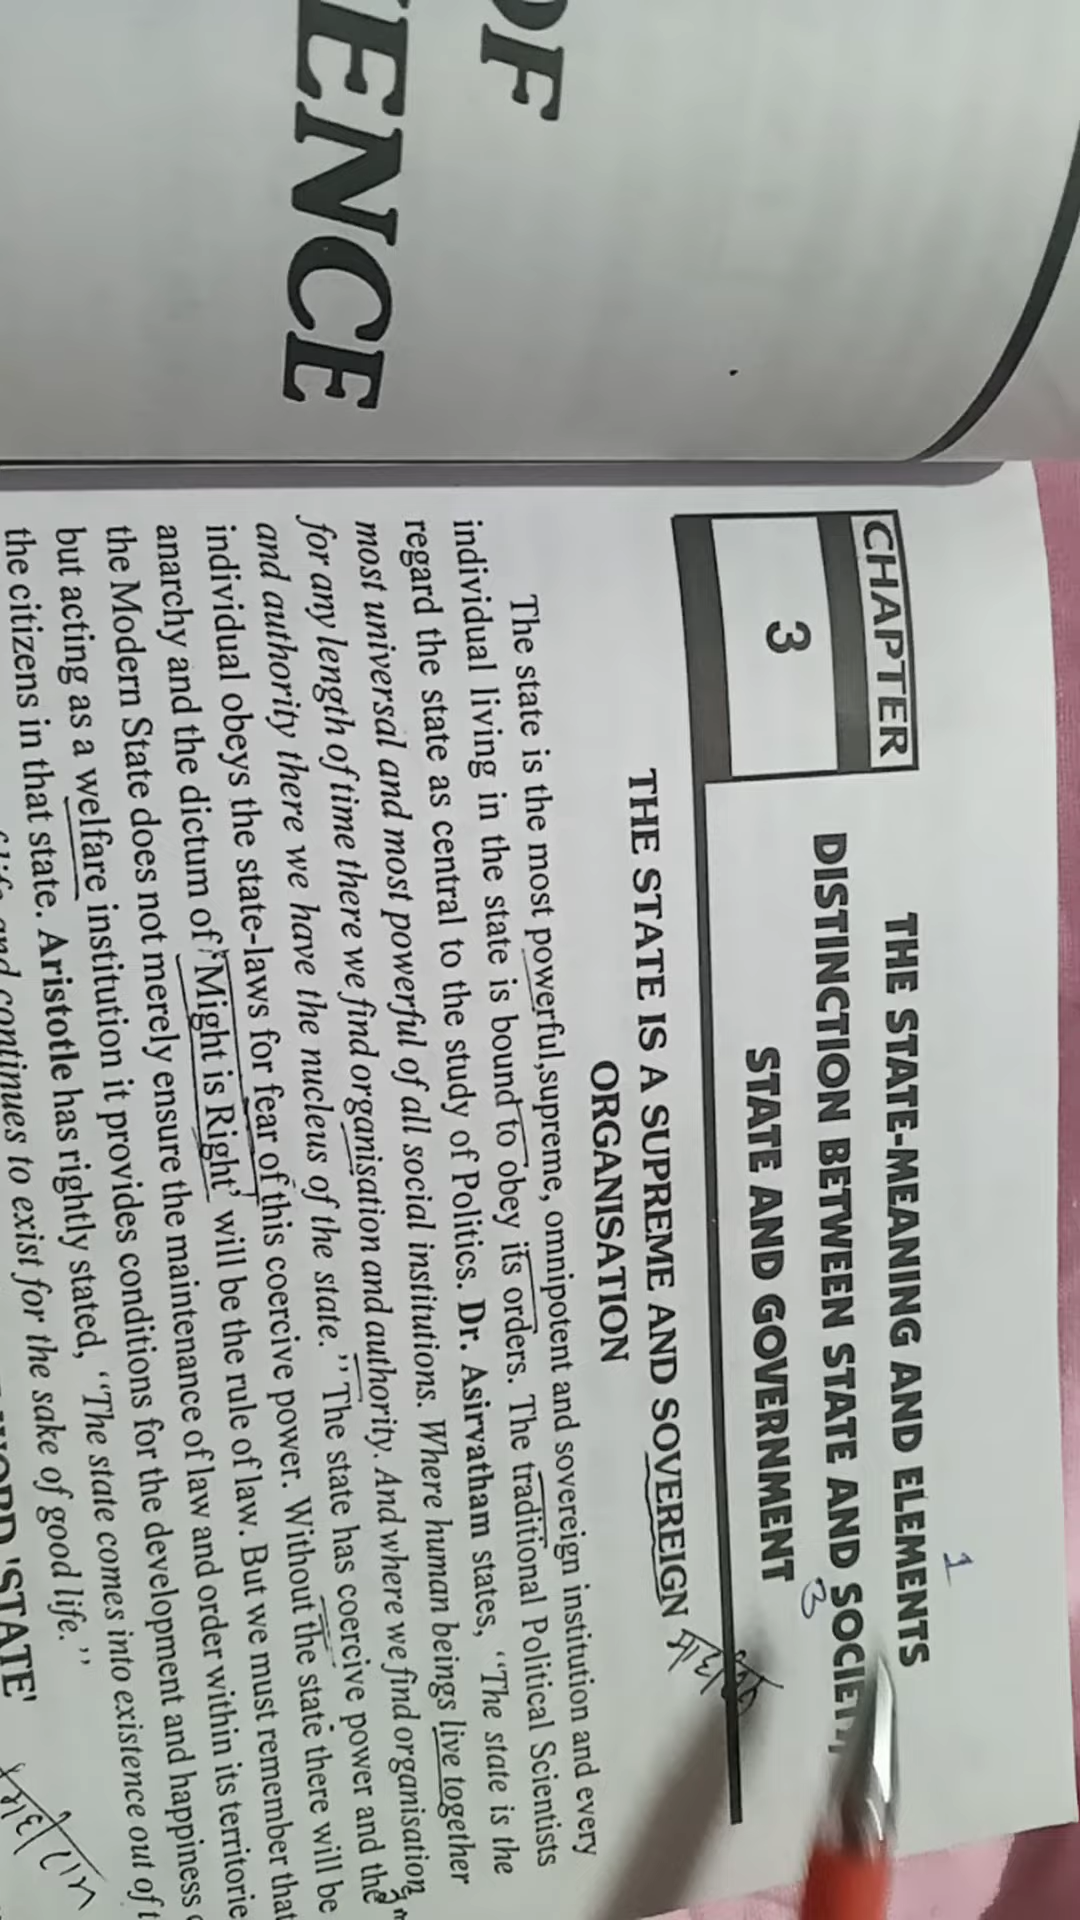 OF
ENCE
CHAPTER
3
THE STATE-MEANING AND ELEMENTS
1
DISTINCTION BETWEEN STATE AND SOCIETY,
3
STATE AND GOVERNMENT
THE STATE IS A SUPREME AND SOVEREIGN
ORGANISATION
The state is the most powerful,supreme, omnipotent and sovereign institution and every
individual living in the state is bound to obey its orders. The traditional Political Scientists
regard the state as central to the study of Politics. Dr. Asirvatham states, “The state is the
most universal and most powerful of all social institutions. Where human beings live together
for any length of time there we find organisation and authority. And where we find organisation
and authority there we have the nucleus of the state.” The state has coercive power and the
individual obeys the state-laws for fear of this coercive power. Without the state there will be
anarchy and the dictum of ‘Might is Right’ will be the rule of law. But we must remember that
the Modern State does not merely ensure the maintenance of law and order within its territorie
but acting as a welfare institution it provides conditions for the development and happiness
the citizens in that state. Aristotle has rightly stated, “The state comes into existence out of
life and continues to exist for the sake of good life.”
'STATE'